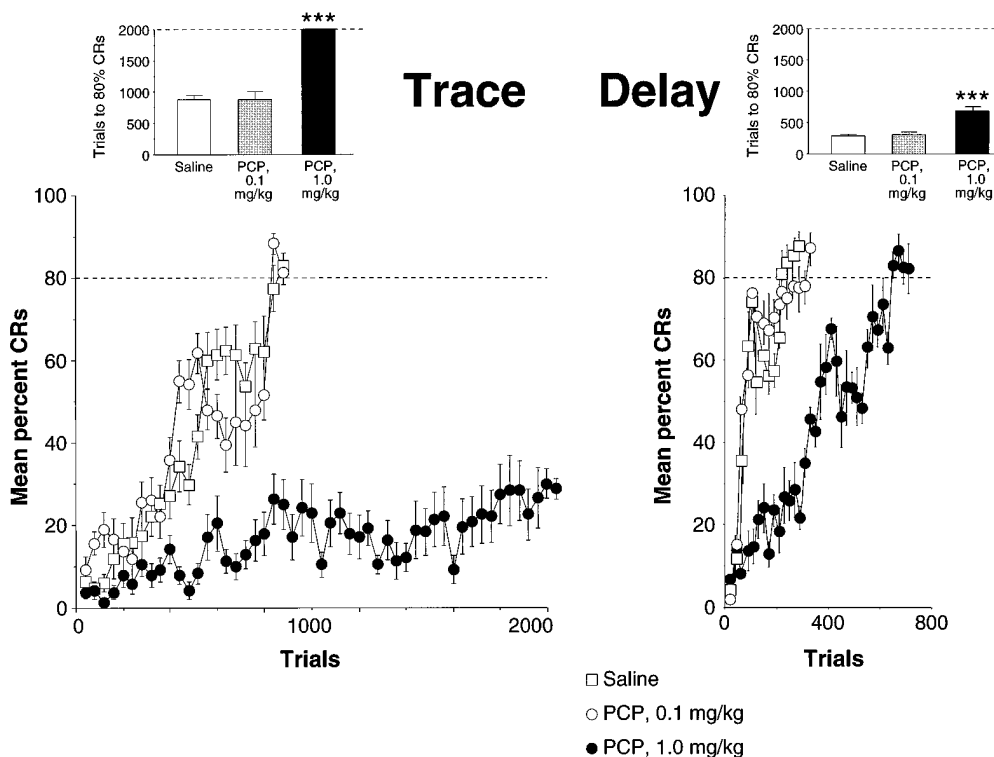 Trace
Delay
Trials to 80% CRs
2000
1500
1000
500
0
***
Saline
PCP,
0.1
mg/kg
PCP,
1.0
mg/kg
Trials to 80% CRs
2000
1500
1000
500
0
***
Saline
PCP,
0.1
mg/kg
PCP,
1.0
mg/kg
Mean percent CRs
100
80
60
40
20
0
0
1000
2000
Trials
Mean percent CRs
100
80
60
40
20
0
0
400
800
Trials
Saline
PCP, 0.1 mg/kg
PCP, 1.0 mg/kg